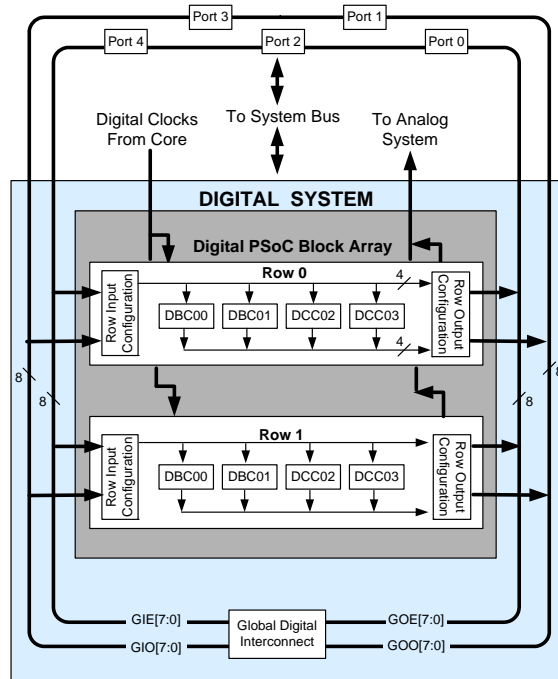 Port 3
Port 1
Port 4
Port 2
Port 0
Digital Clocks
From Core
To System Bus
To Analog
System
DIGITAL SYSTEM
Digital PSoC Block Array
Row Input
Configuration
Row 0
4
DBC00
DBC01
DCC02
DCC03
4
Row Output
Configuration
8
8
8
8
Row Input
Configuration
Row 1
DBC00
DBC01
DCC02
DCC03
Row Output
Configuration
GIE[7:0]
GIO[7:0]
Global Digital
Interconnect
GOE[7:0]
GOO[7:0]